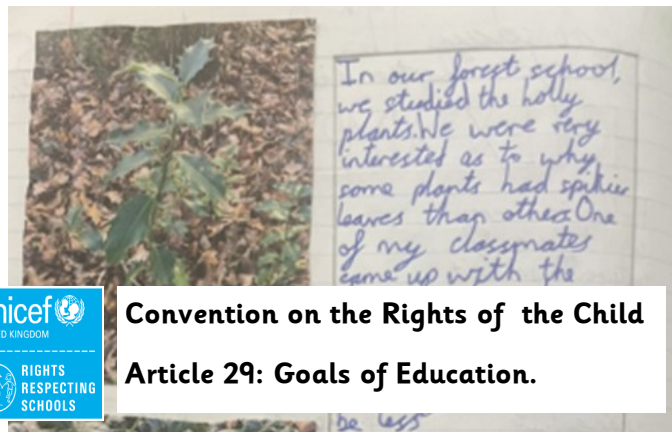 In our forest school,
we studied the holly
plants. We were very
interested as to why
some plants had spikier
leaves than others. One
of my classmates
came up with the
nicef
D KINGDOM
RIGHTS
RESPECTING
SCHOOLS
Convention on the Rights of the Child
Article 29: Goals of Education.
be less